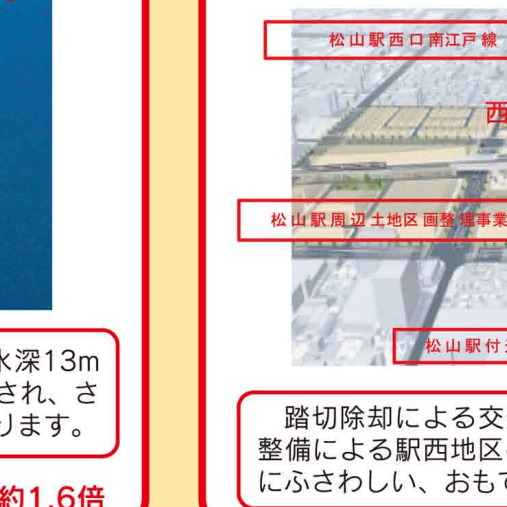 水深13m
され、さ
ります。
約1.6倍
松山駅西口南江戸線
西
松山駅周辺土地区画整理事業
松山駅付
踏切除却による交
整備による駅西地区
にふさわしい、おもて